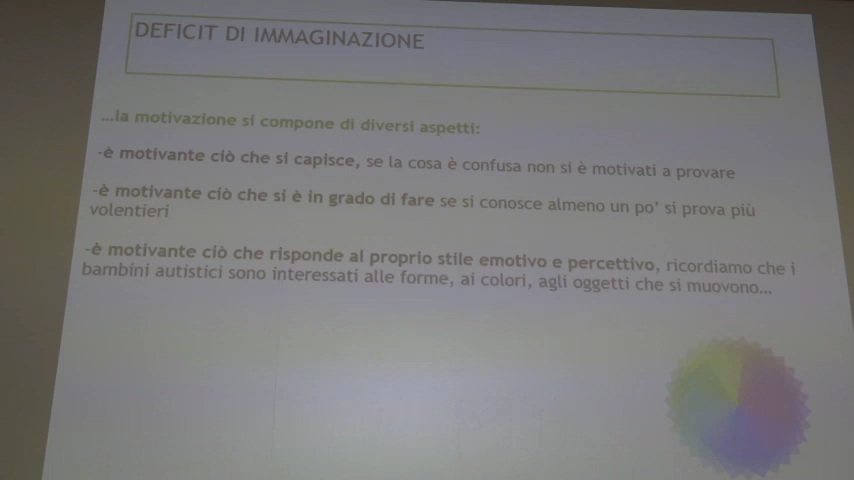 DEFICIT DI IMMAGINAZIONE
...la motivazione si compone di diversi aspetti:
-è motivante ciò che si capisce, se la cosa è confusa non si è motivati a provare
-è motivante ciò che si è in grado di fare se si conosce almeno un po' si prova più
volentieri
-è motivante ciò che risponde al proprio stile emotivo e percettivo, ricordiamo che i
bambini autistici sono interessati alle forme, ai colori, agli oggetti che si muovono...